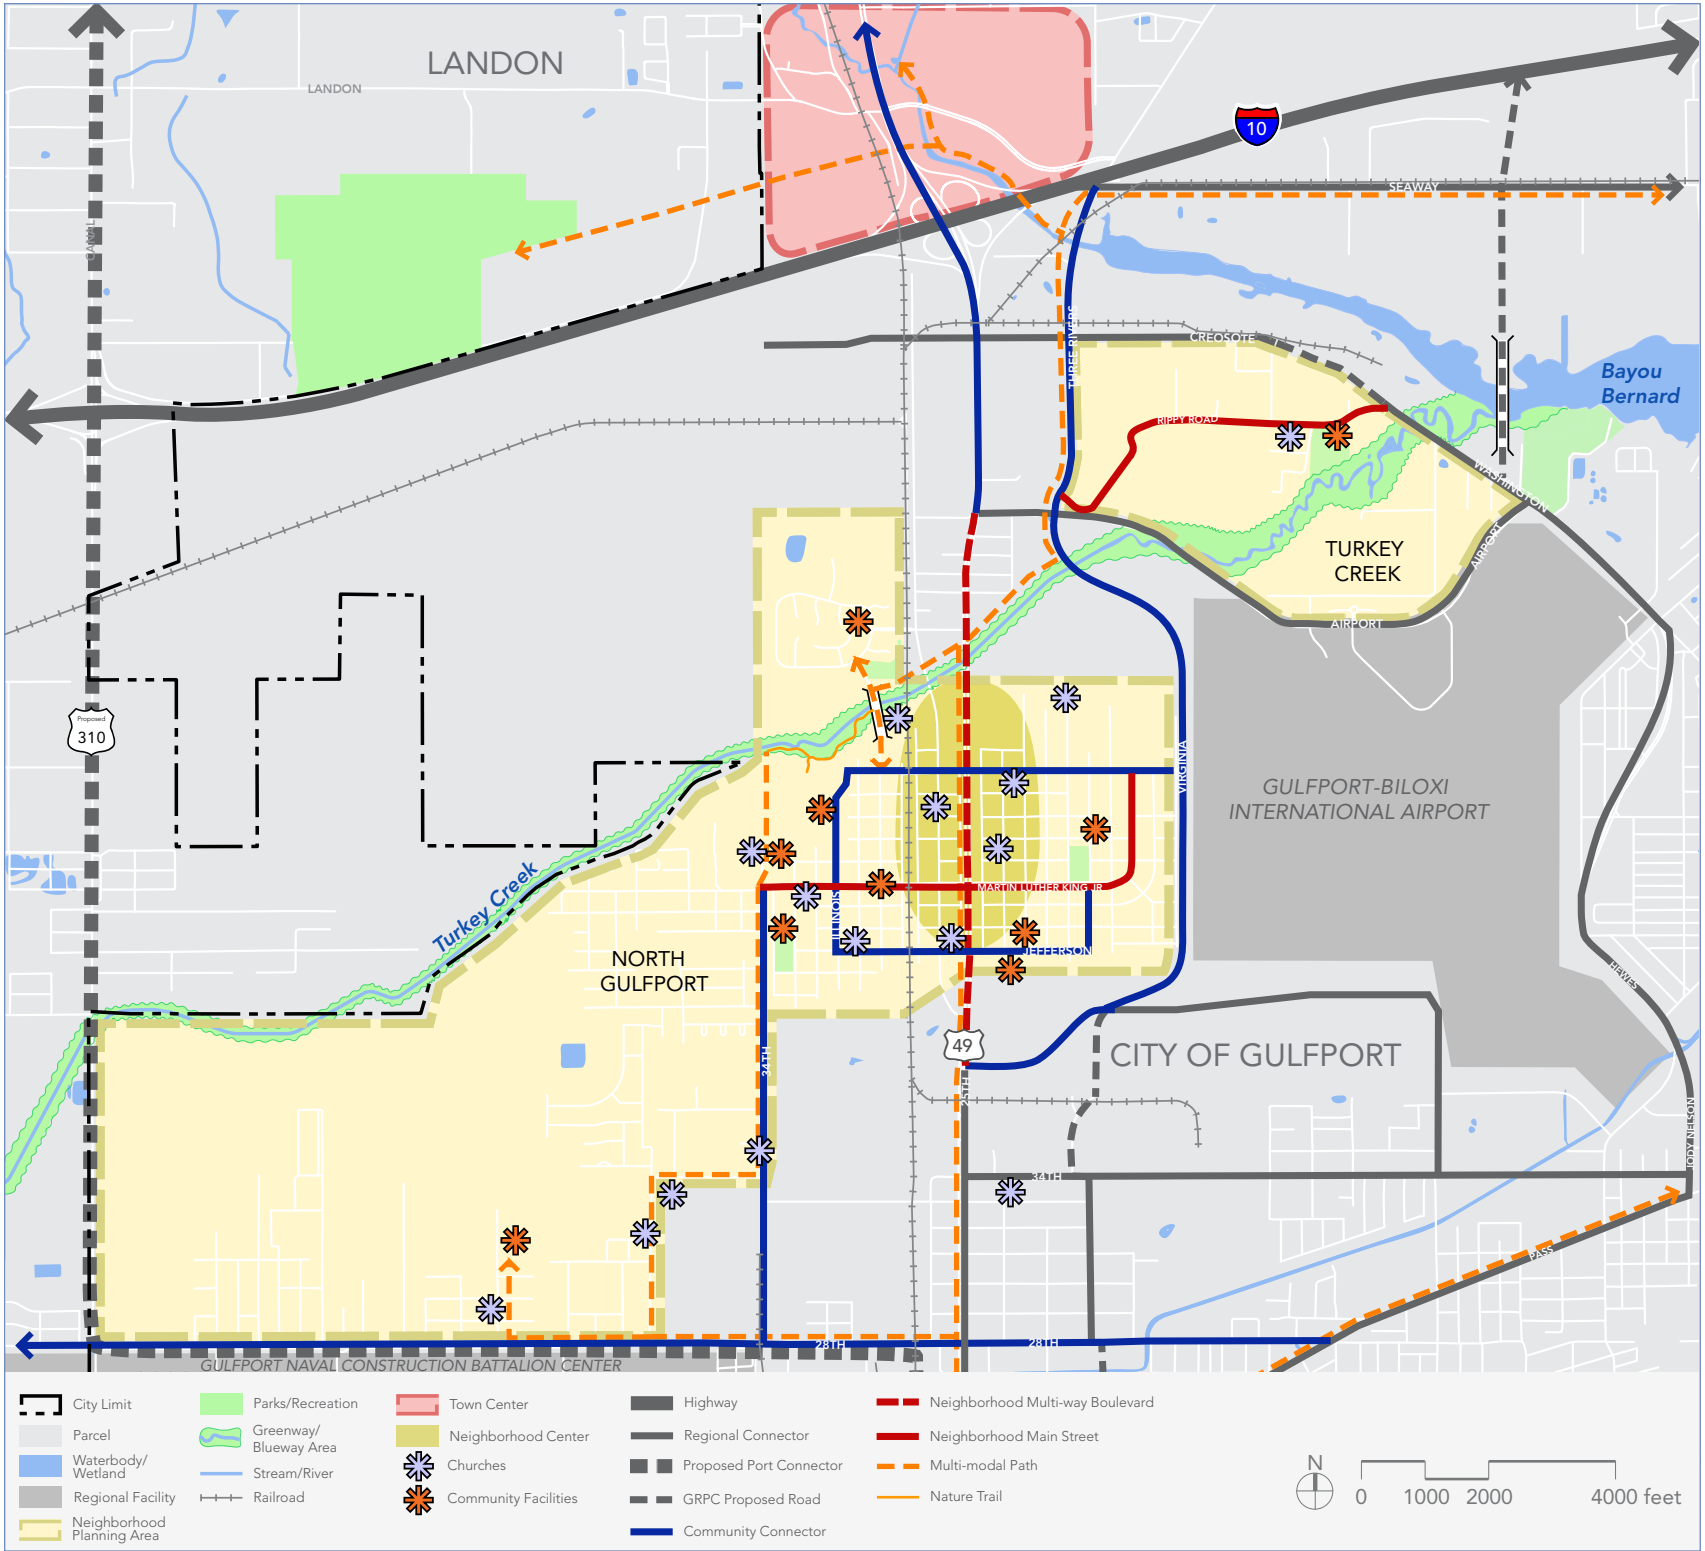 LANDON
LANDON
10
SEAWAY
CANAL
CREOSOTE
THREE RIVERS
Bayou
Bernard
RIPPY ROAD
WASHINGTON
TURKEY
CREEK
AIRPORT
AIRPORT
Proposed
310
VIRGINIA
GULFPORT-BILOXI
INTERNATIONAL AIRPORT
Turkey Creek
MARTIN LUTHER KING JR
ILLINOIS
JEFFERSON
NORTH
GULFPORT
HEWES
34TH
49
CITY OF GULFPORT
25TH
JODY NELSON
34TH
PASS
28TH
28TH
GULFPORT NAVAL CONSTRUCTION BATTALION CENTER
City Limit
Parcel
Waterbody/
Wetland
Regional Facility
Neighborhood
Planning Area
Parks/Recreation
Greenway/
Blueway Area
Stream/River
Railroad
Town Center
Neighborhood Center
Churches
Community Facilities
Highway
Regional Connector
Proposed Port Connector
GRPC Proposed Road
Community Connector
Neighborhood Multi-way Boulevard
Neighborhood Main Street
Multi-modal Path
Nature Trail
N
0 1000 2000 4000 feet